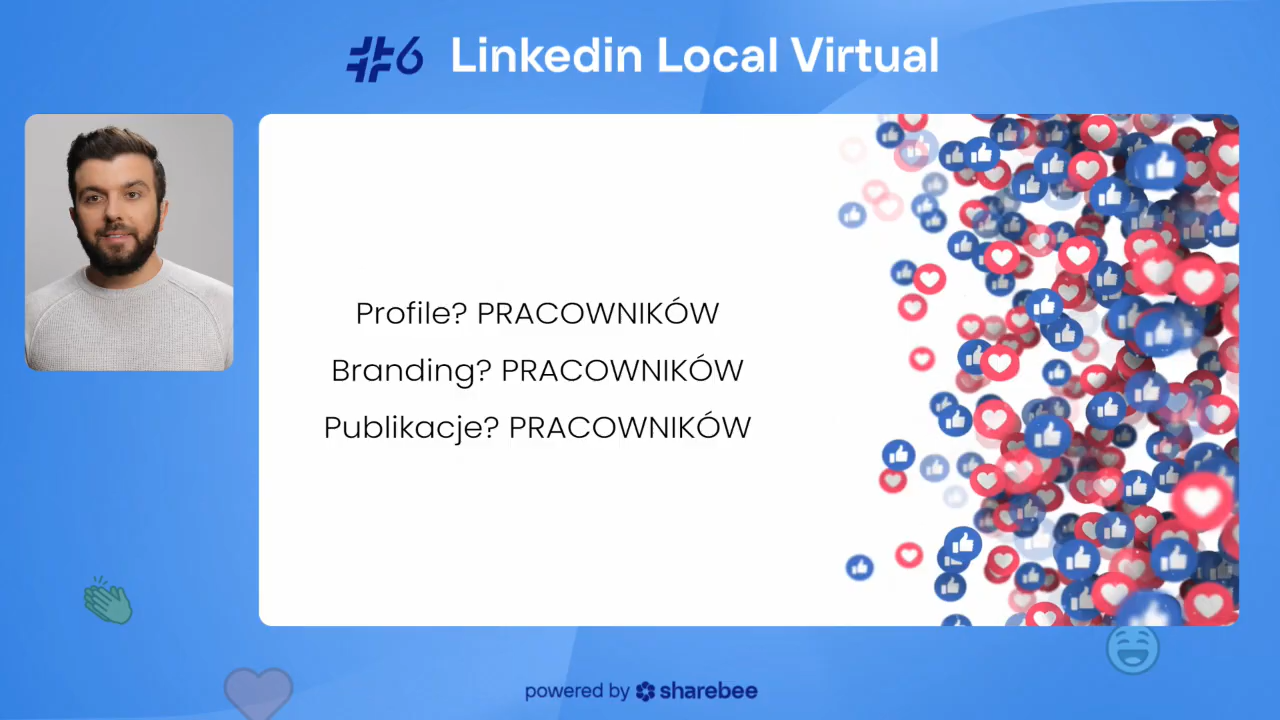 #6 Linkedin Local Virtual
Profile? PRACOWNIKÓW
Branding? PRACOWNIKÓW
Publikacje? PRACOWNIKÓW
powered by sharebee